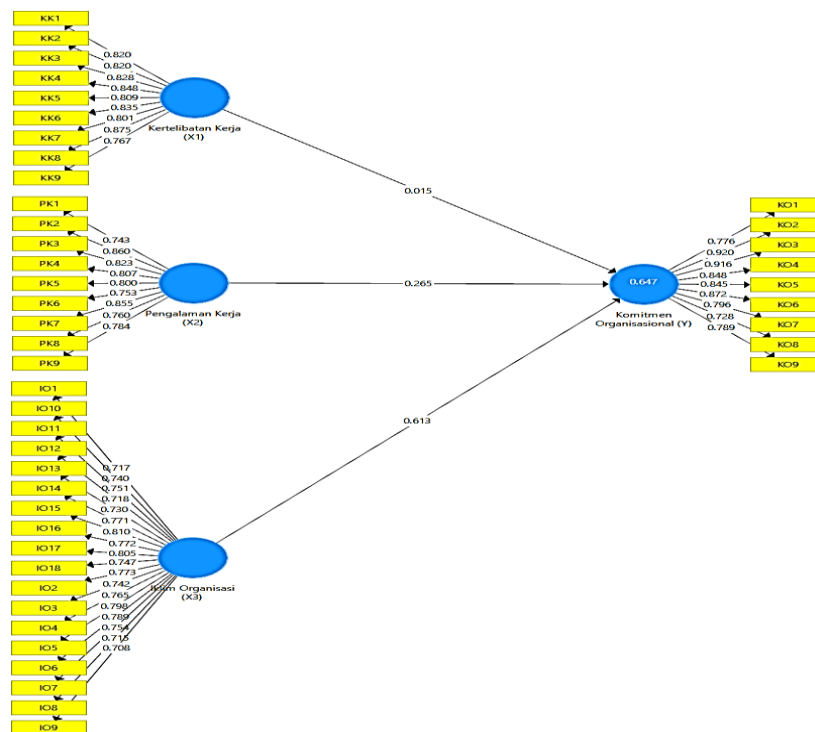 KK1
KK2
KK3
KK4
KK5
KK6
KK7
KK8
KK9
0.820
0.820
0.828
0.848
0.809
0.835
0.801
0.875
0.767
Kertelibatan Kerja
(X1)
0.015
PK1
PK2
PK3
PK4
PK5
PK6
PK7
PK8
PK9
0.743
0.860
0.823
0.807
0.800
0.753
0.855
0.760
0.784
Pengalaman Kerja
(X2)
0.265
IO1
IO10
IO11
IO12
IO13
IO14
IO15
IO16
IO17
IO18
IO2
IO3
IO4
IO5
IO6
IO7
IO8
IO9
0.717
0.740
0.751
0.718
0.730
0.771
0.810
0.772
0.805
0.747
0.773
0.742
0.765
0.798
0.789
0.754
0.715
0.708
Iklim Organisasi
(X3)
0.613
0.647
Komitmen
Organisasional (Y)
0.776
0.920
0.916
0.848
0.845
0.872
0.796
0.728
0.789
KO1
KO2
KO3
KO4
KO5
KO6
KO7
KO8
KO9